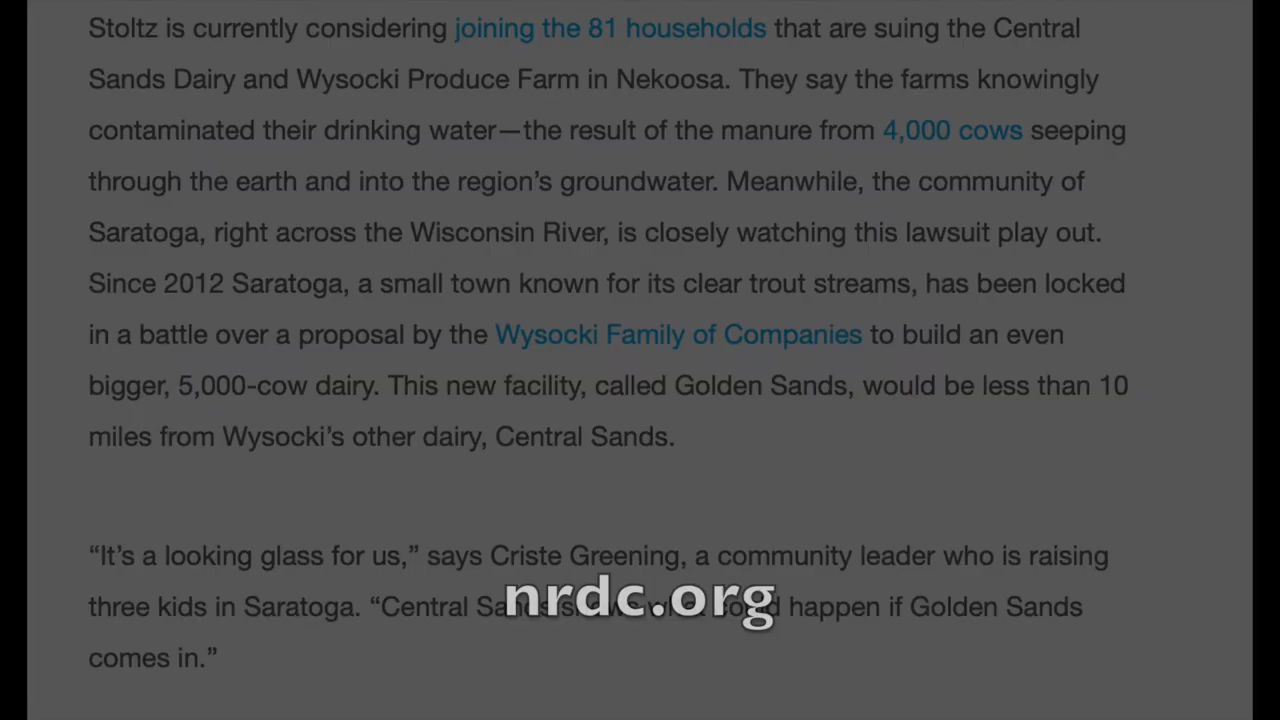 Stoltz is currently considering joining the 81 households that are suing the Central
Sands Dairy and Wysocki Produce Farm in Nekoosa. They say the farms knowingly
contaminated their drinking water—the result of the manure from 4,000 cows seeping
through the earth and into the region’s groundwater. Meanwhile, the community of
Saratoga, right across the Wisconsin River, is closely watching this lawsuit play out.
Since 2012 Saratoga, a small town known for its clear trout streams, has been locked
in a battle over a proposal by the Wysocki Family of Companies to build an even
bigger, 5,000-cow dairy. This new facility, called Golden Sands, would be less than 10
miles from Wysocki’s other dairy, Central Sands.
“It’s a looking glass for us,” says Criste Greening, a community leader who is raising
three kids in Saratoga. “Central happen if Golden Sands
nrdc.org
comes in.”